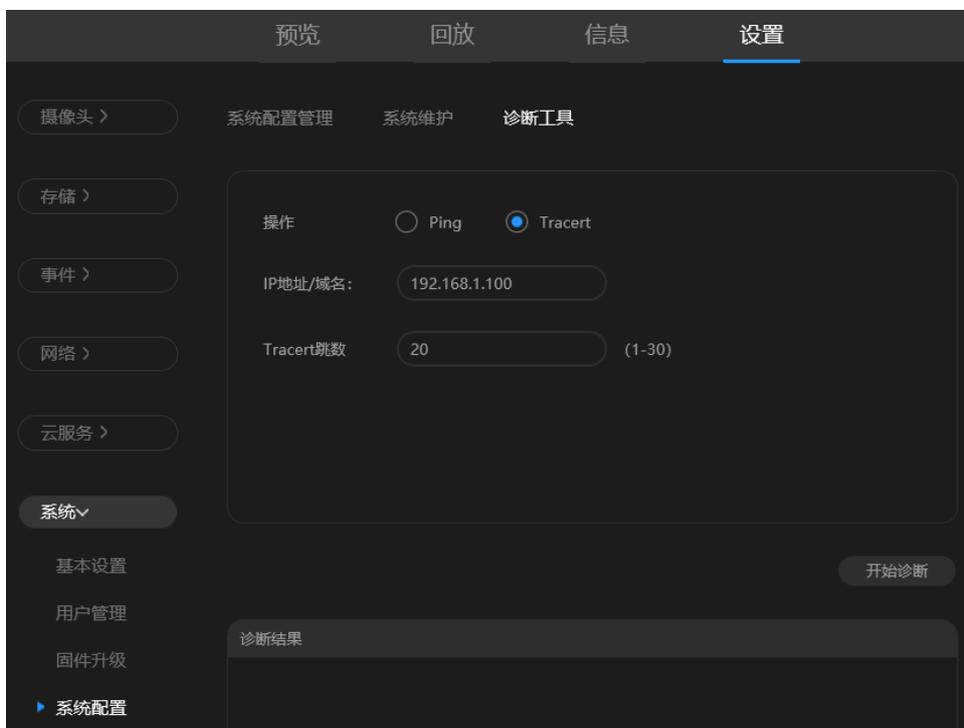 预览 回放 信息 设置
摄像头 系统配置管理 系统维护 诊断工具
存储
操作 Ping Tracert
事件
IP地址/域名: 192.168.1.100
网络
Tracert跳数 20 (1-30)
云服务
系统
基本设置
开始诊断
用户管理
诊断结果
固件升级
系统配置